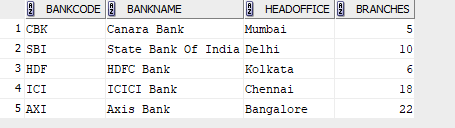 BANKCODE BANKNAME HEADOFFICE BRANCHES
1 CBK Canara Bank Mumbai 5
2 SBI State Bank Of India Delhi 10
3 HDF HDFC Bank Kolkata 6
4 ICI ICICI Bank Chennai 18
5 AXI Axis Bank Bangalore 22